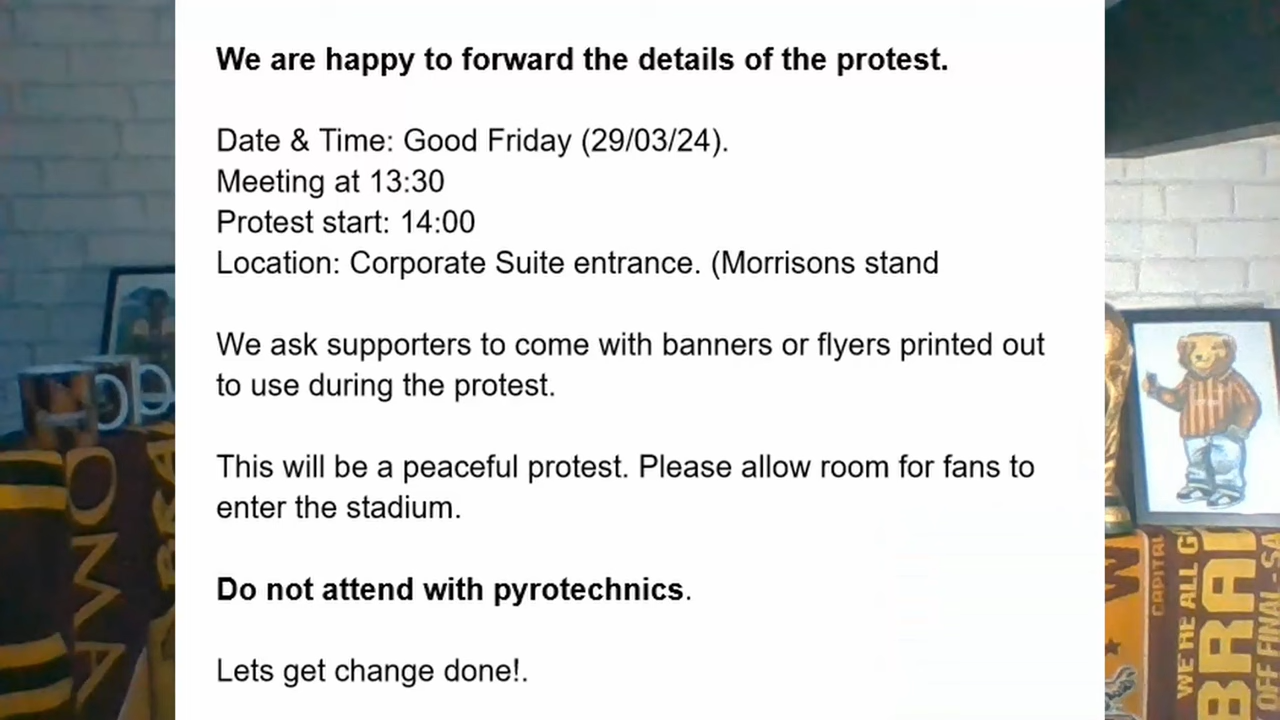 We are happy to forward the details of the protest.
Date & Time: Good Friday (29/03/24).
Meeting at 13:30
Protest start: 14:00
Location: Corporate Suite entrance. (Morrisons stand
We ask supporters to come with banners or flyers printed out
to use during the protest.
This will be a peaceful protest. Please allow room for fans to
enter the stadium.
Do not attend with pyrotechnics.
Lets get change done!.
CAPITAL
WE'RE ALL G
BRA
OFF FINAL-SA